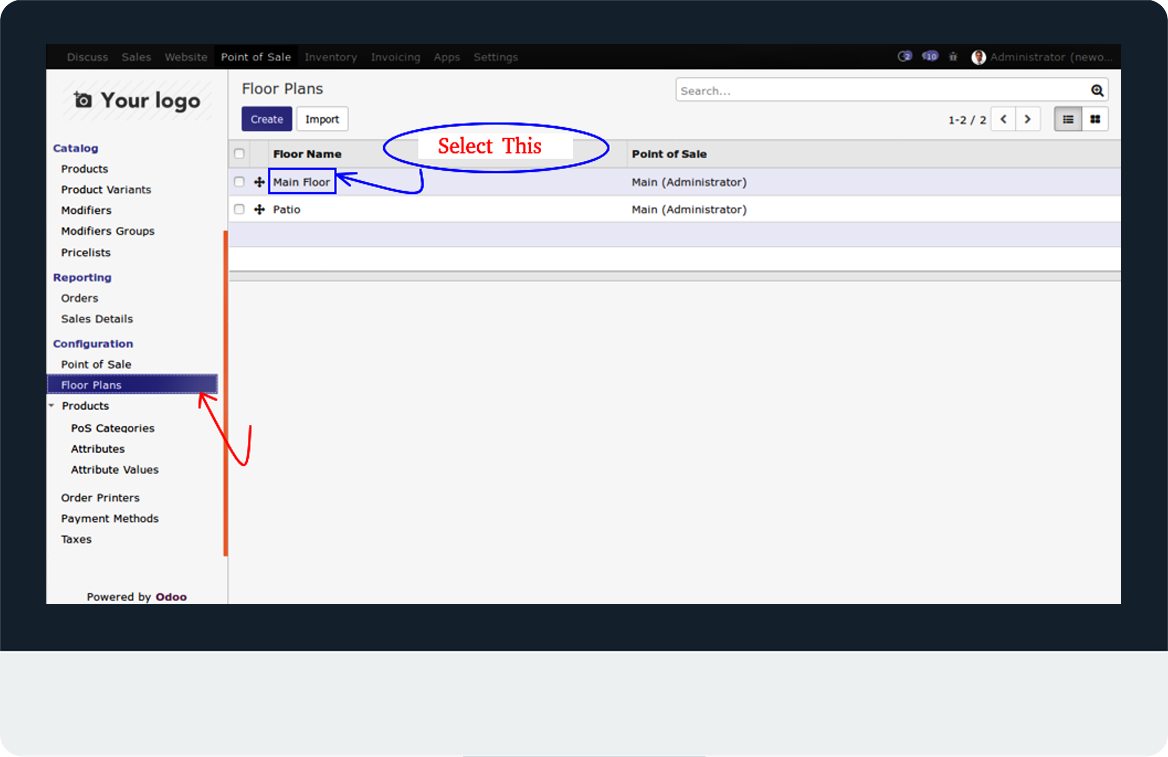 Discuss Sales Website Point of Sale Inventory Invoicing Apps Settings 2 10 Administrator (newo...
Your logo
Floor Plans
Search...
Create Import
1-2 / 2
Select This
Floor Name Point of Sale
Main Floor Main (Administrator)
Patio Main (Administrator)
Catalog
Products
Product Variants
Modifiers
Modifiers Groups
Pricelists
Reporting
Orders
Sales Details
Configuration
Point of Sale
Floor Plans
Products
PoS Categories
Attributes
Attribute Values
Order Printers
Payment Methods
Taxes
Powered by Odoo